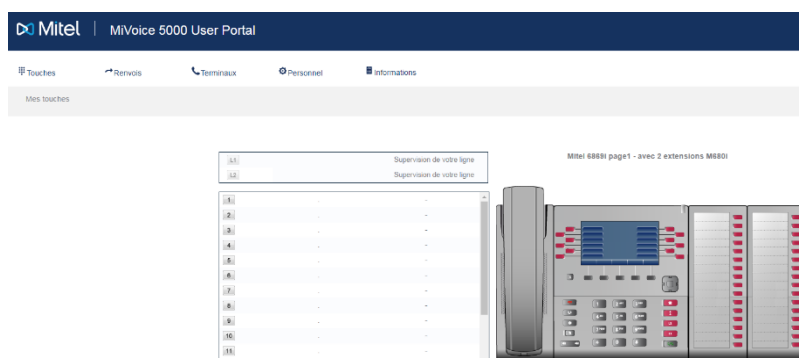 Mitel | MiVoice 5000 User Portal
Touches Renvois Terminaux Personnel Informations
Mes touches
L1 Supervision de votre ligne
L2 Supervision de votre ligne
Mitel 6869i page1 - avec 2 extensions M680i
1 - -
2 - -
3 - -
4 - -
5 - -
6 - -
7 - -
8 - -
9 - -
10 - -
11 - -